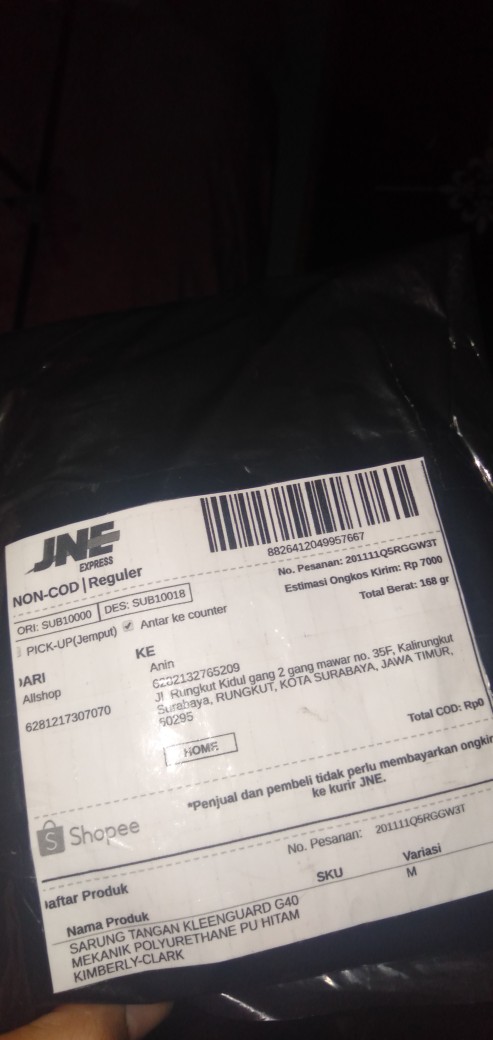 JNE
EXPRESS
8826412049957667
NON-COD | Reguler
No. Pesanan: 201111Q5RGGW3T
Estimasi Ongkos Kirim: Rp 7000
Total Berat: 168 gr
ORI: SUB10000 DES: SUB10018
PICK-UP(Jemput) Antar ke counter
DARI
Allshop
6281217307070
KE
Anin
6282132765209
Jl. Rungkut Kidul gang 2 gang mawar no. 35F, Kalirungkut
Surabaya, RUNGKUT, KOTA SURABAYA, JAWA TIMUR,
60295
HOME
Total COD: Rp0
*Penjual dan pembeli tidak perlu membayarkan ongkir
ke kurir JNE.
Shopee
No. Pesanan: 201111Q5RGGW3T
Daftar Produk
Nama Produk SKU Variasi
SARUNG TANGAN KLEENGUARD G40 M
MEKANIK POLYURETHANE PU HITAM
KIMBERLY-CLARK